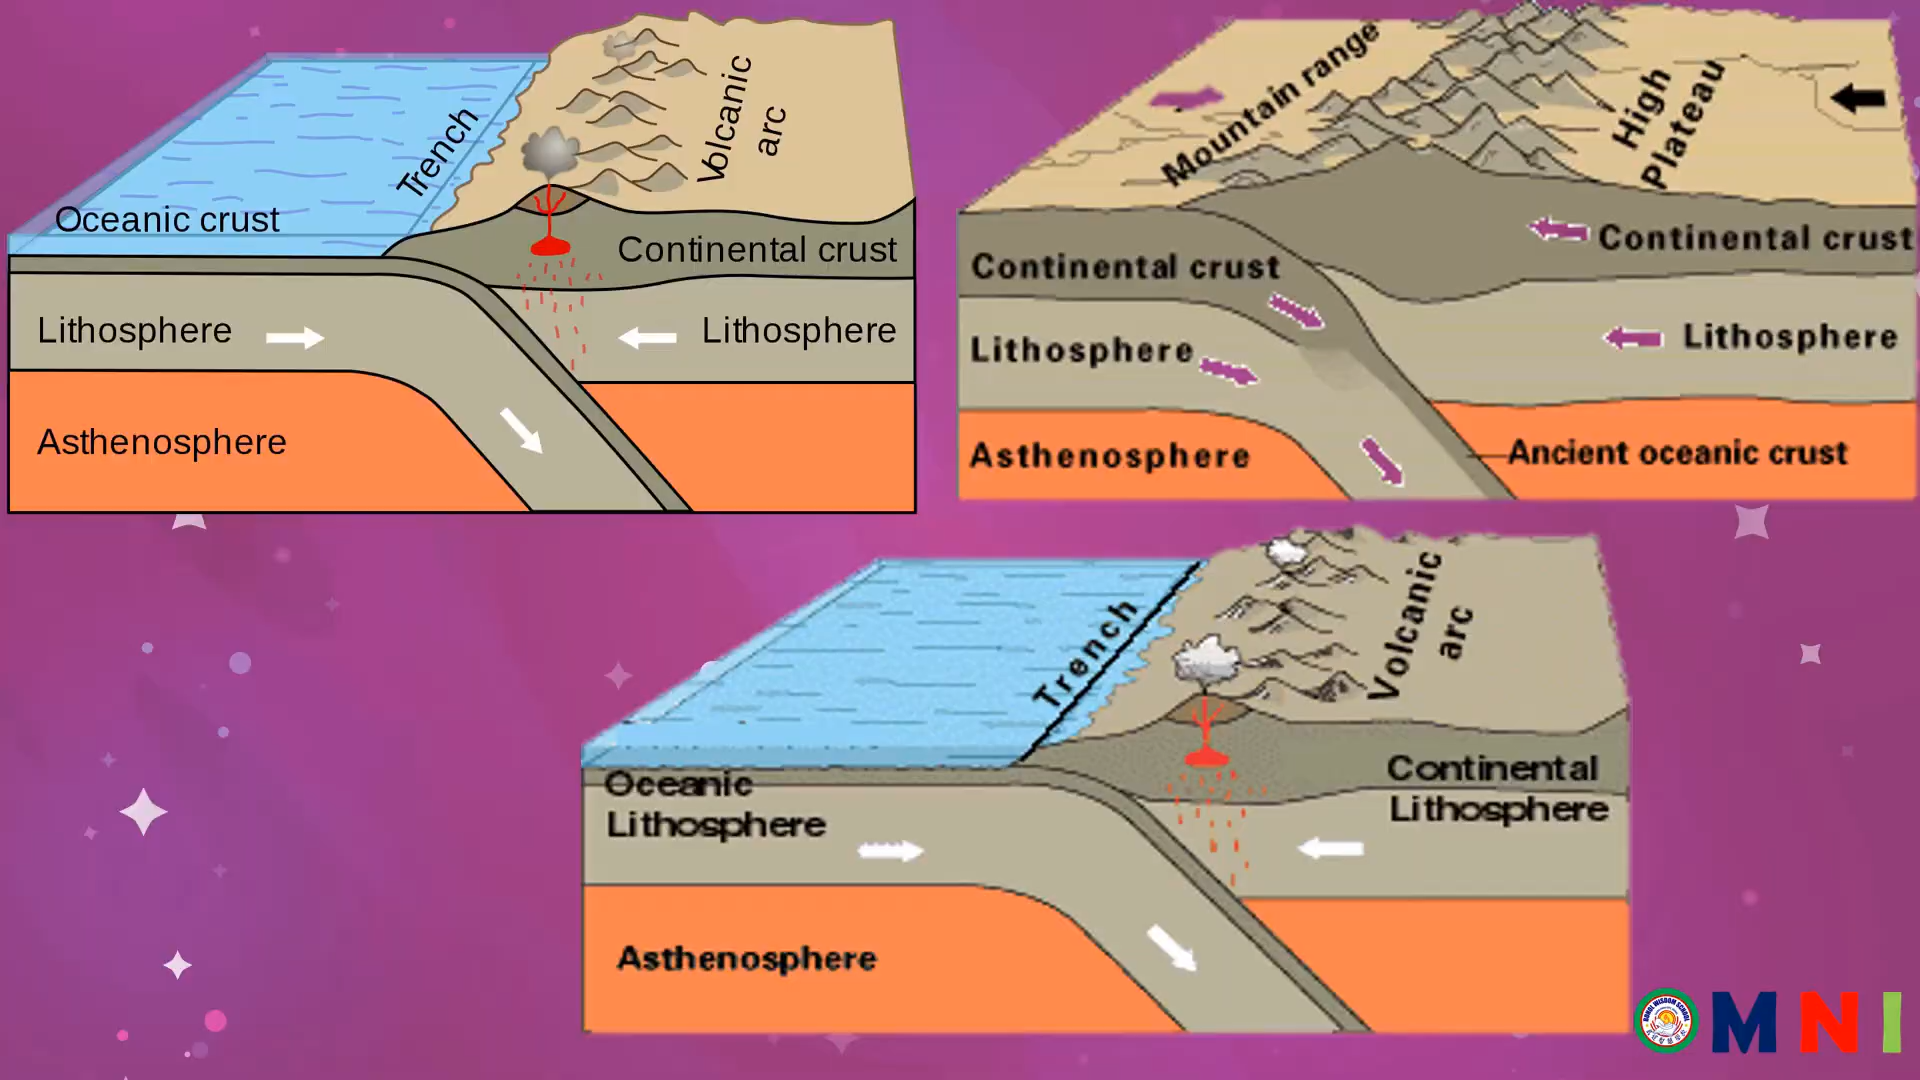 Oceanic crust
Trench
Volcanic
arc
Continental crust
Lithosphere
Lithosphere
Asthenosphere
Mountain range
High
Plateau
Continental crust
Continental crust
Lithosphere
Lithosphere
Asthenosphere
Ancient oceanic crust
Trench
Volcanic
arc
Oceanic
Lithosphere
Continental
Lithosphere
Asthenosphere
M N I